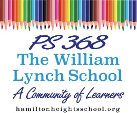 PS 368
The William
Lynch School
A Community of Learners
hamiltonheightsschool.org